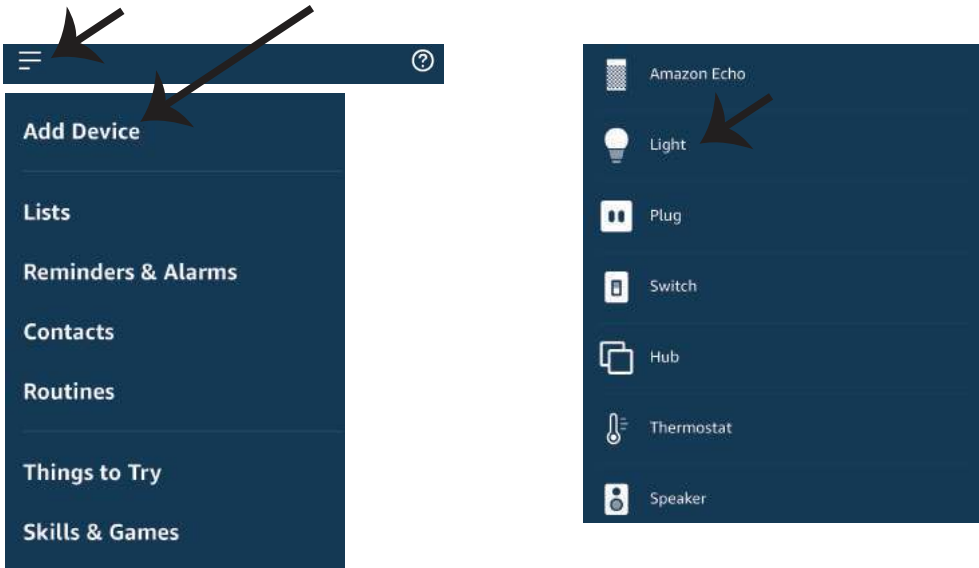 Add Device
Lists
Reminders & Alarms
Contacts
Routines
Things to Try
Skills & Games
Amazon Echo
Light
Plug
Switch
Hub
Thermostat
Speaker